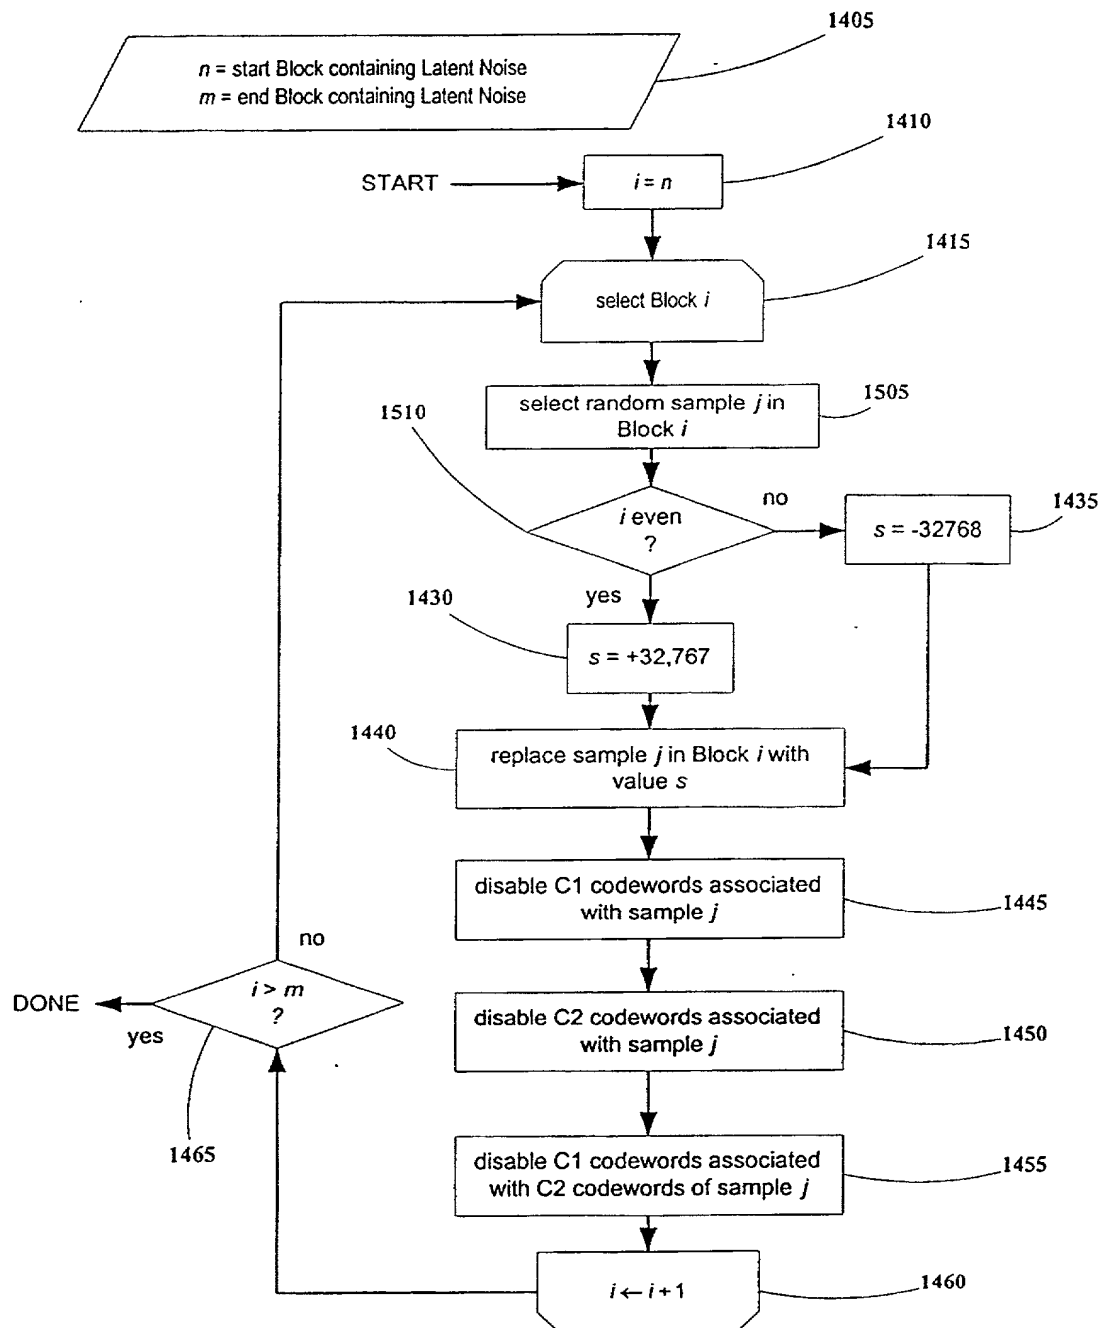 1405
n = start Block containing Latent Noise
m = end Block containing Latent Noise
1410
START
i = n
1415
select Block i
1505
select random sample j in
Block i
1510
no
i even
?
1435
s = -32768
yes
1430
s = +32,767
1440
replace sample j in Block i with
value s
disable C1 codewords associated
with sample j
1445
no
i > m
?
DONE
yes
disable C2 codewords associated
with sample j
1450
1465
disable C1 codewords associated
with C2 codewords of sample j
1455
i ← i + 1
1460